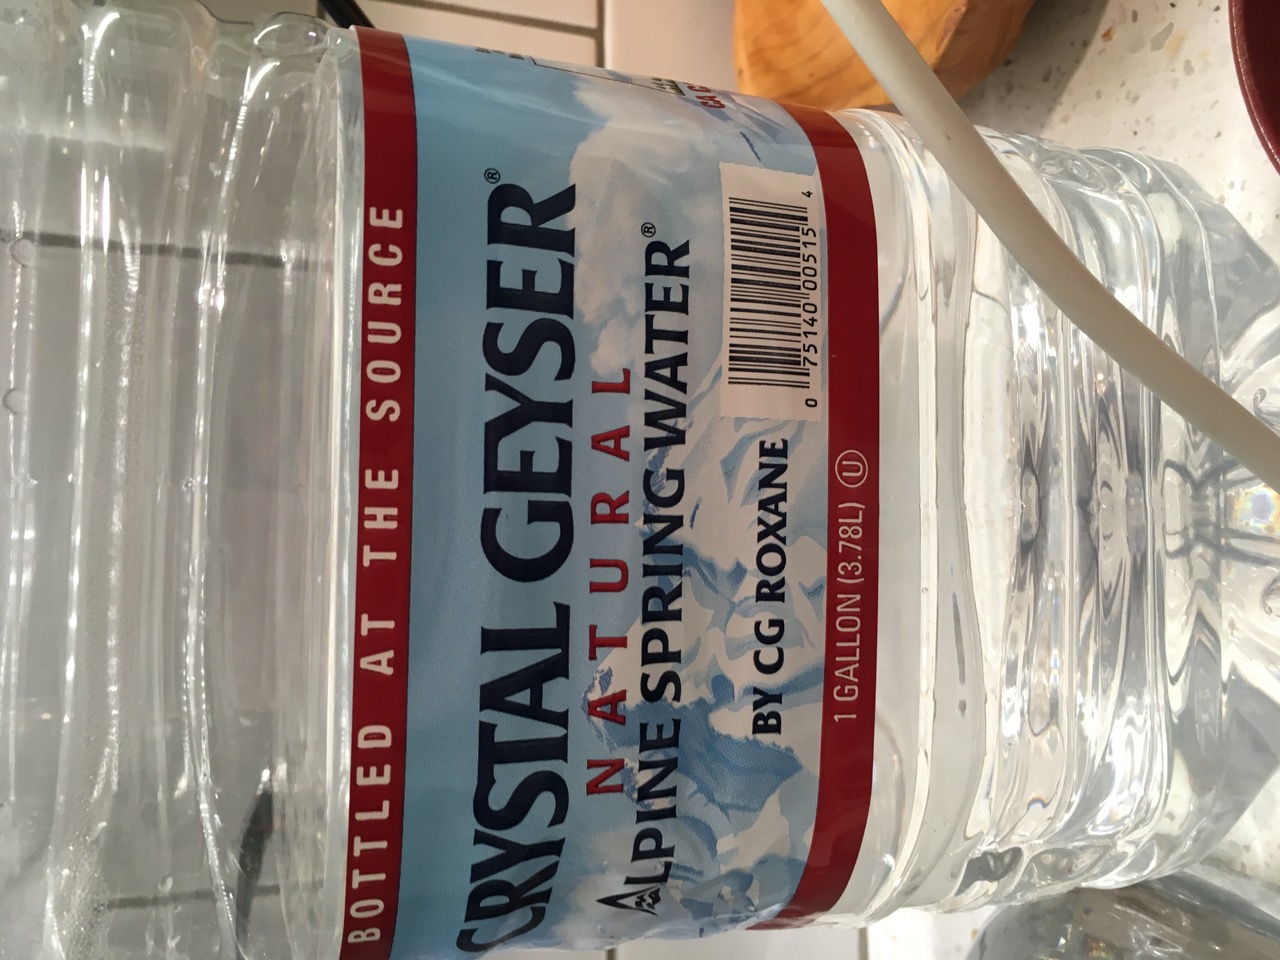 BOTTLED AT THE SOURCE
CRYSTAL GEYSER®
NATURAL
ALPINE SPRING WATER®
BY CG ROXANE
0 75140 00515 4
1 GALLON (3.78L) Ⓤ